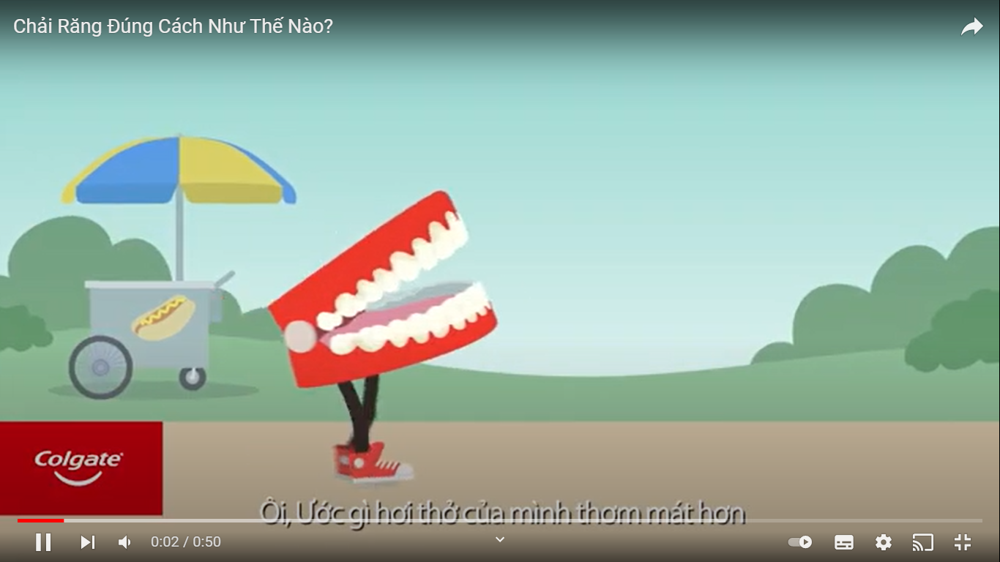 Chải Răng Đúng Cách Như Thế Nào?
Colgate®
Ôi, Ước gì hơi thở của mình thơm mát hơn
0:02 / 0:50